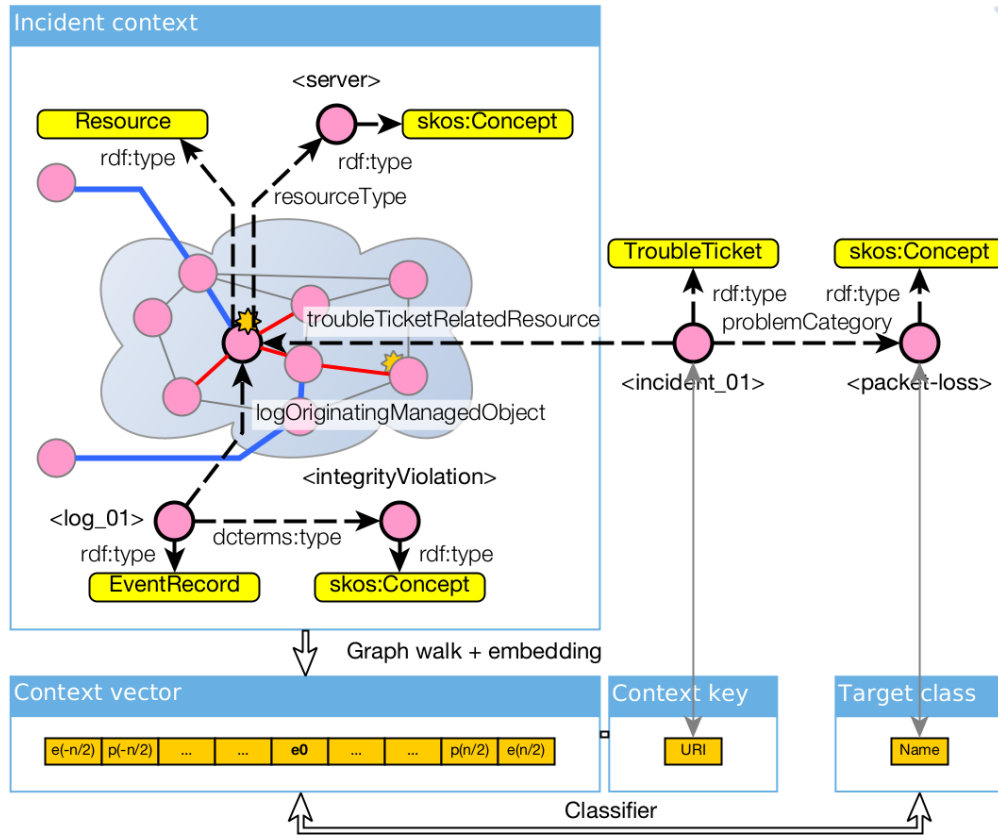 Incident context
<server>
Resource
skos:Concept
rdf:type
rdf:type
resourceType
TroubleTicket
skos:Concept
rdf:type
rdf:type
troubleTicketRelatedResource
problemCategory
<incident_01>
<packet-loss>
logOriginatingManagedObject
<integrityViolation>
<log_01>
dcterms:type
rdf:type
rdf:type
EventRecord
skos:Concept
Graph walk + embedding
Context vector
Context key
Target class
e(-n/2) p(-n/2) ... ... e0 ... ... p(n/2) e(n/2)
URI
Name
Classifier